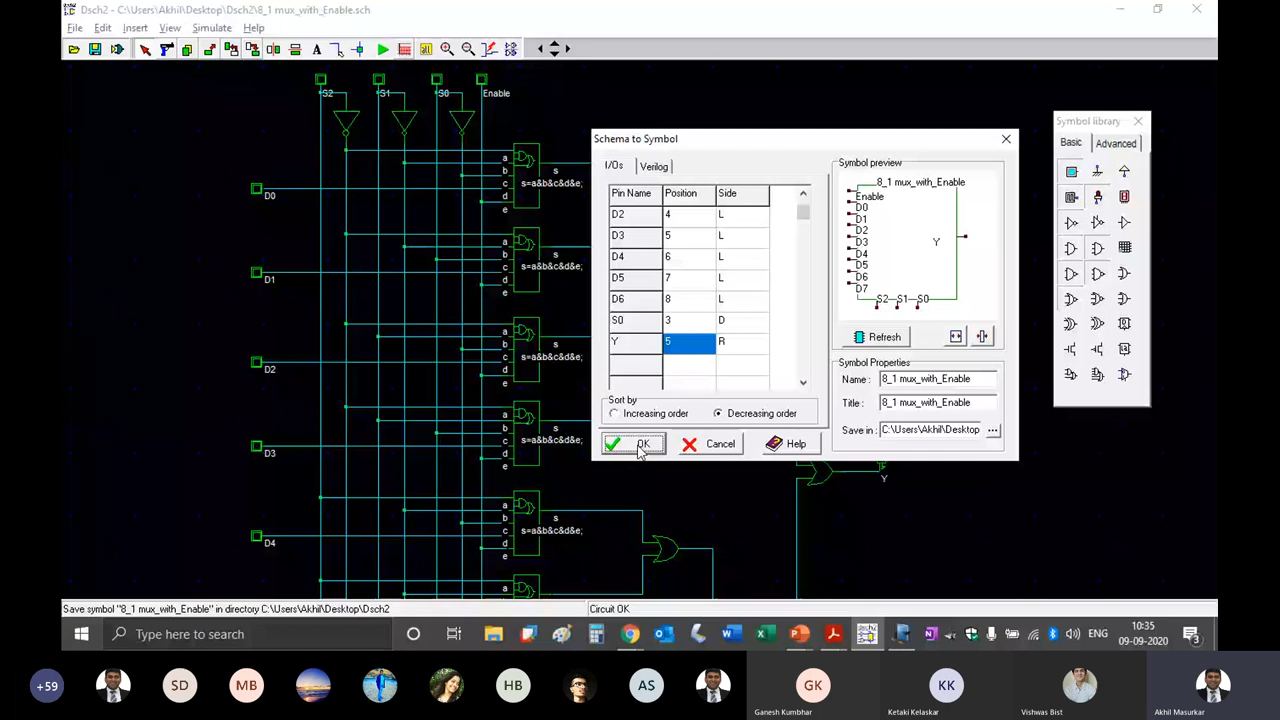 Dsch2 - C:\Users\Akhil\Desktop\Dsch2\8_1 mux_with_Enable.sch
File Edit Insert View Simulate Help
A
S2 S1 S0 Enable
D0
D1
D2
D3
D4
a
b
c
d
e
s
s=a&b&c&d&e;
a
b
c
d
e
s
s=a&b&c&d&e;
a
b
c
d
e
s
s=a&b&c&d&e;
a
b
c
d
e
s
s=a&b&c&d&e;
a
b
c
d
e
s
s=a&b&c&d&e;
a
Y
Schema to Symbol
I/Os Verilog
Pin Name Position Side
D2 4 L
D3 5 L
D4 6 L
D5 7 L
D6 8 L
S0 3 D
Y 5 R
Sort by
Increasing order Decreasing order
OK Cancel Help
Symbol preview
8_1 mux_with_Enable
Enable
D0
D1
D2
D3
D4
D5
D6
D7
Y
S2 S1 S0
Refresh
Symbol Properties
Name : 8_1 mux_with_Enable
Title : 8_1 mux_with_Enable
Save in : C:\Users\Akhil\Desktop ...
Symbol library
Basic Advanced
Save symbol "8_1 mux_with_Enable" in directory C:\Users\Akhil\Desktop\Dsch2
Circuit OK
Type here to search
ENG
10:35
09-09-2020
3
+59
SD
MB
HB
AS
GK
Ganesh Kumbhar
KK
Ketaki Kelaskar
Vishwas Bist
Akhil Masurkar